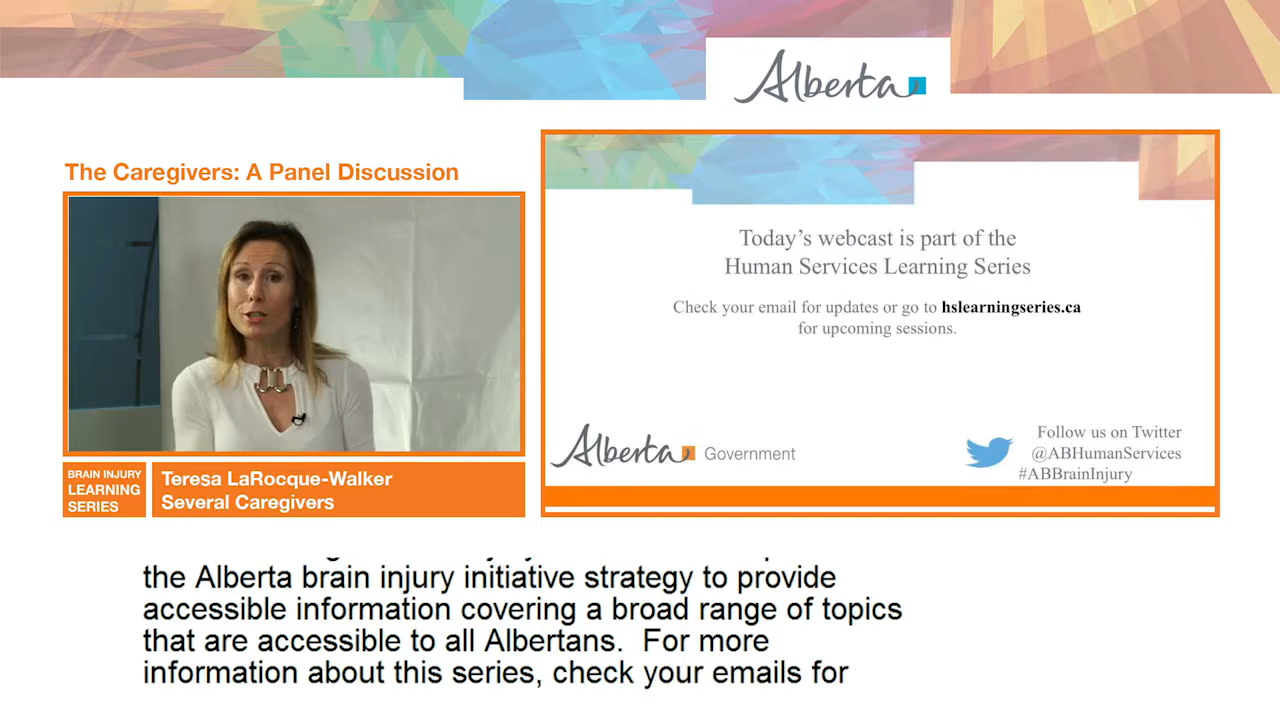 Alberta
The Caregivers: A Panel Discussion
BRAIN INJURY
LEARNING
SERIES
Teresa LaRocque-Walker
Several Caregivers
Today's webcast is part of the
Human Services Learning Series
Check your email for updates or go to hslearningseries.ca
for upcoming sessions.
Alberta Government
Follow us on Twitter
@ABHumanServices
#ABBrainInjury
the Alberta brain injury initiative strategy to provide
accessible information covering a broad range of topics
that are accessible to all Albertans.  For more
information about this series, check your emails for